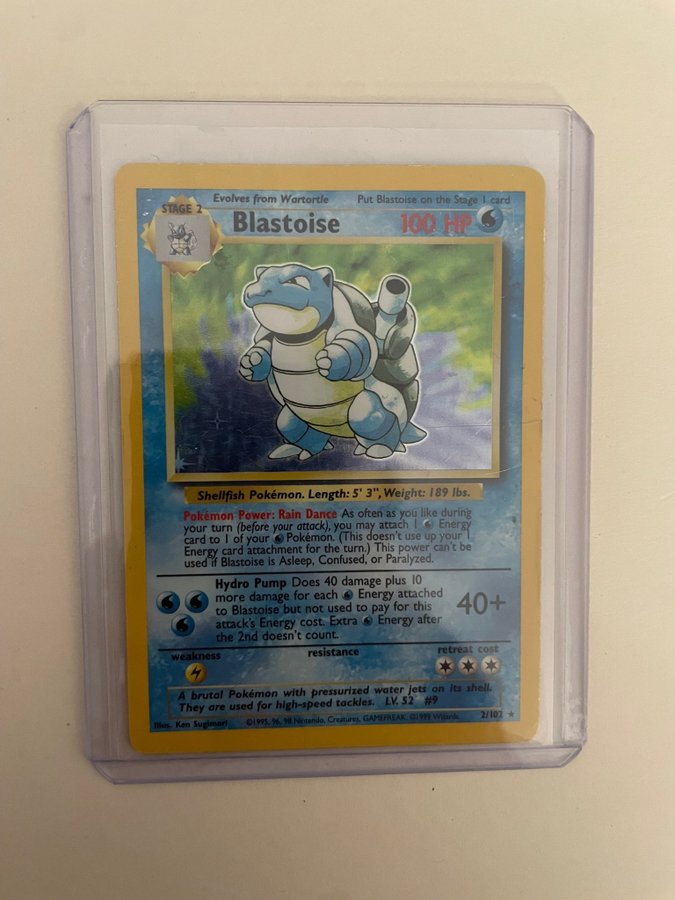 Evolves from Wartortle Put Blastoise on the Stage 1 card
STAGE 2 Blastoise 100 HP
Shellfish Pokémon. Length: 5' 3", Weight: 189 lbs.
Pokémon Power: Rain Dance As often as you like during
your turn (before your attack), you may attach 1 Energy
card to 1 of your Pokémon. (This doesn't use up your 1
Energy card attachment for the turn.) This power can't be
used if Blastoise is Asleep, Confused, or Paralyzed.
Hydro Pump Does 40 damage plus 10
more damage for each Energy attached
to Blastoise but not used to pay for this
attack's Energy cost. Extra Energy after
the 2nd doesn't count.
40+
weakness resistance retreat cost
A brutal Pokémon with pressurized water jets on its shell.
They are used for high-speed tackles. LV. 52 #9
Illus. Ken Sugimori ©1995, 96, 98 Nintendo, Creatures, GAMEFREAK. ©1999 Wizards. 2/102 ★